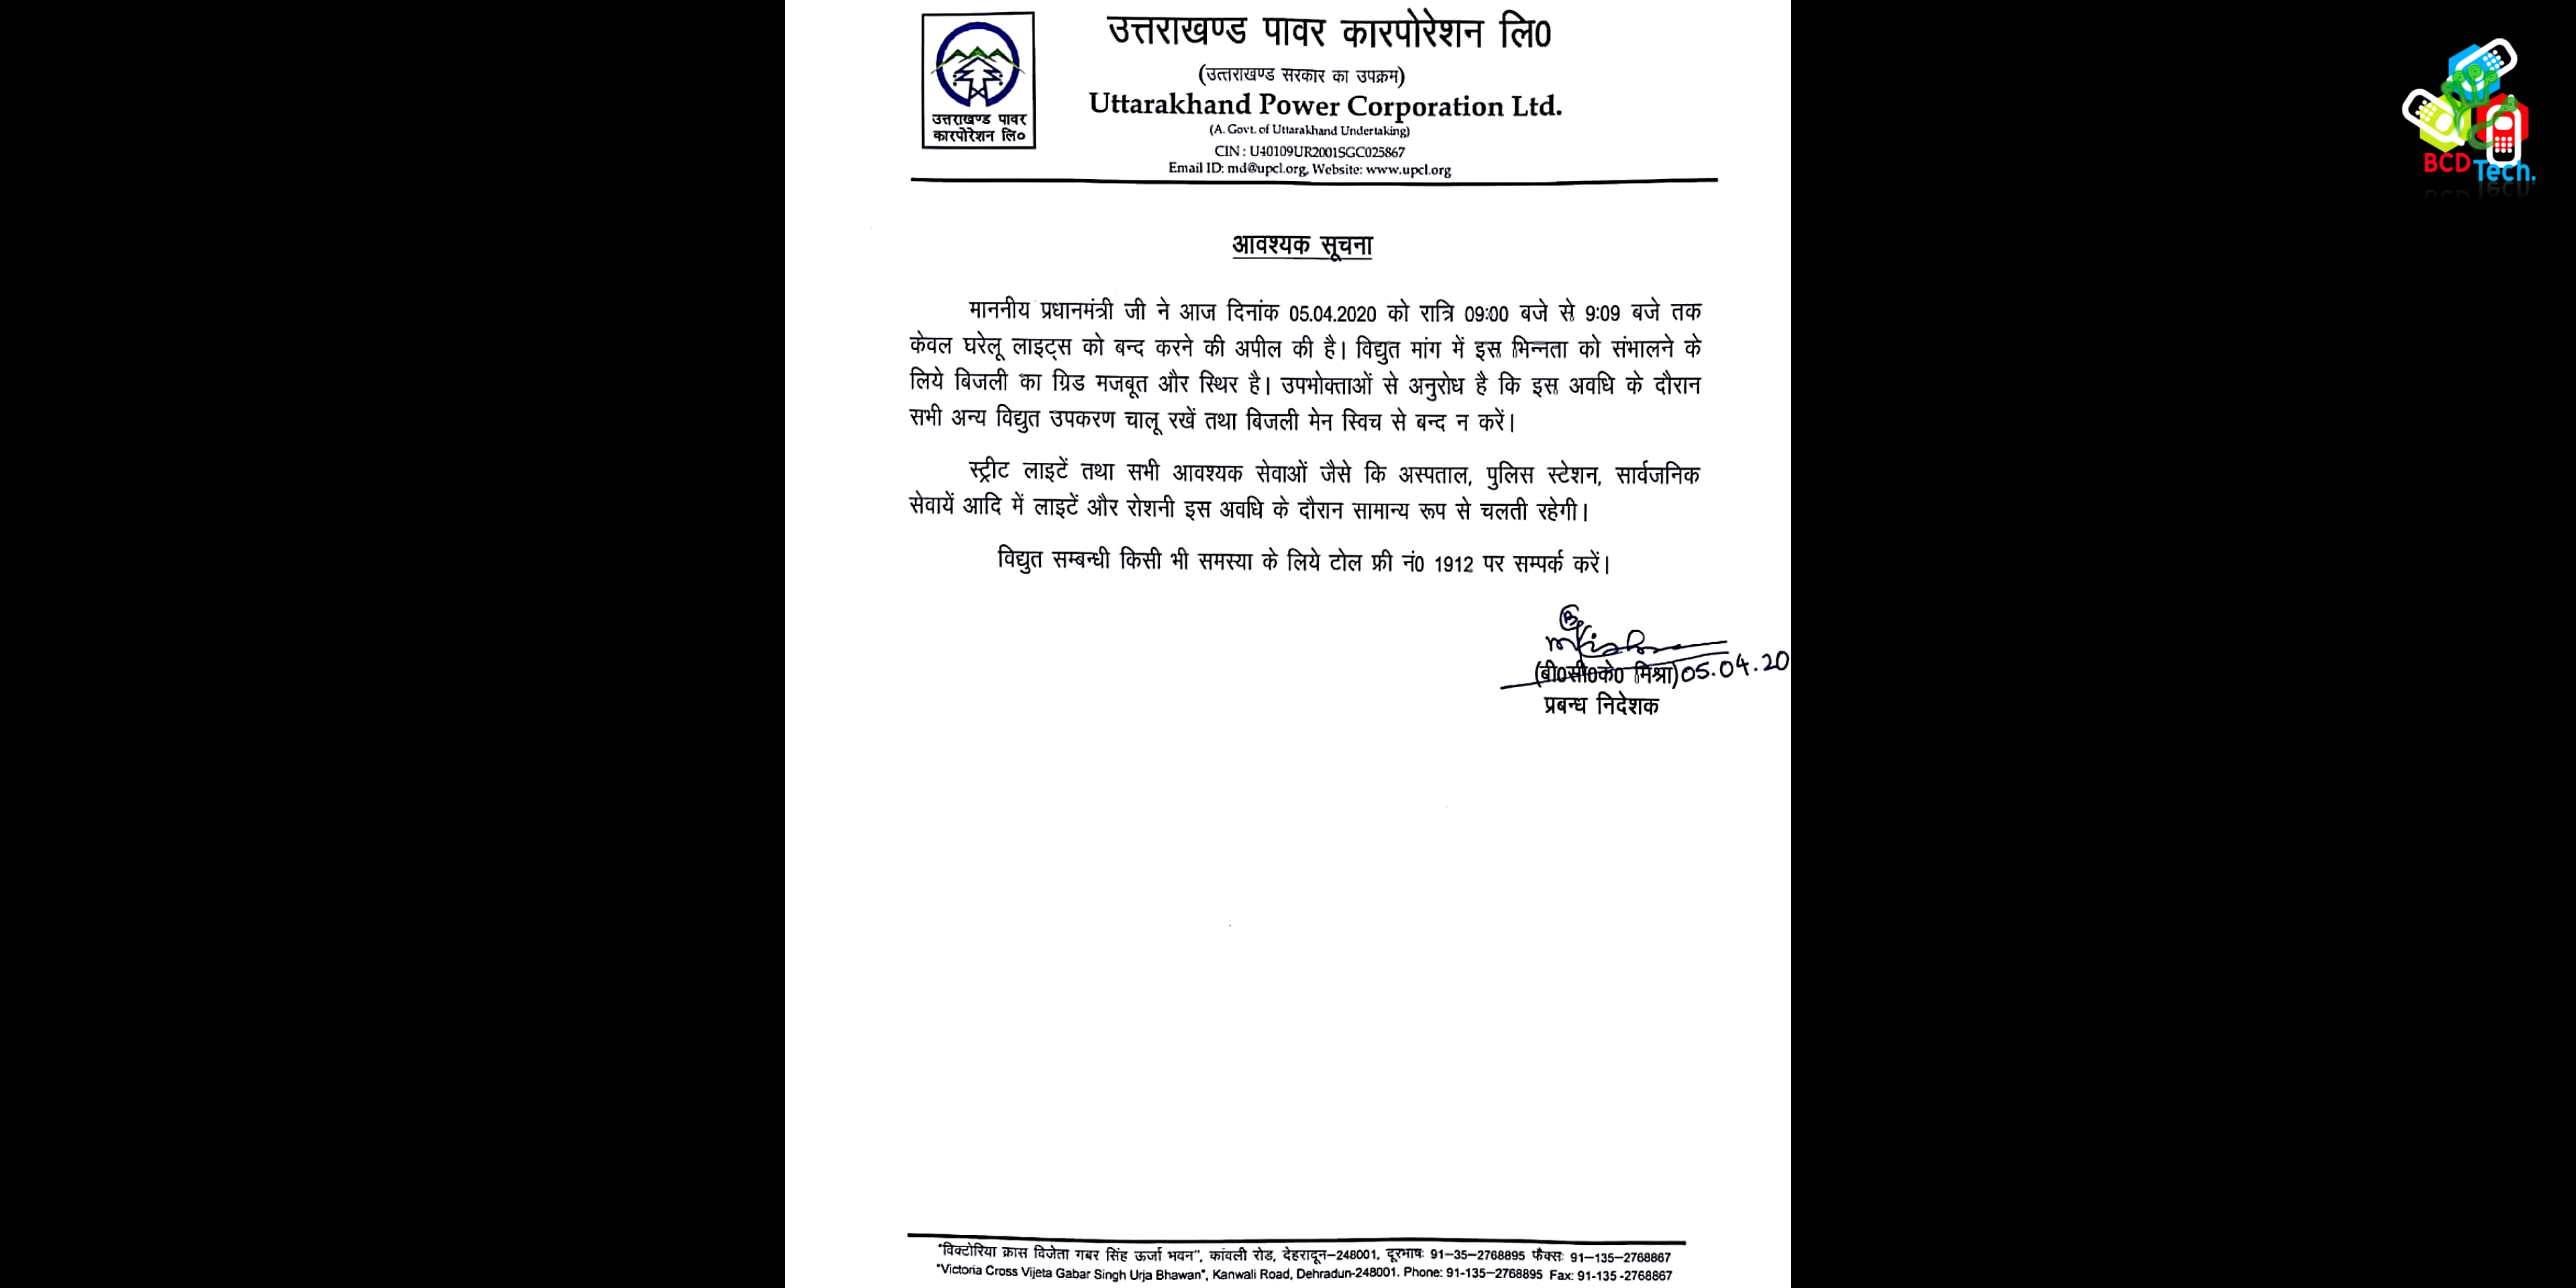 उत्तराखण्ड पावर कारपोरेशन लि0
(उत्तराखण्ड सरकार का उपक्रम)
Uttarakhand Power Corporation Ltd.
(A. Govt. of Uttarakhand Undertaking)
CIN : U40109UR2001SGC025867
Email ID: md@upcl.org, Website: www.upcl.org
उत्तराखण्ड पावर
कारपोरेशन लि०
BCD Tech.
आवश्यक सूचना
माननीय प्रधानमंत्री जी ने आज दिनांक 05.04.2020 को रात्रि 09:00 बजे से 9:09 बजे तक
केवल घरेलू लाइट्स को बन्द करने की अपील की है। विद्युत मांग में इस भिन्नता को संभालने के
लिये बिजली का ग्रिड मजबूत और स्थिर है। उपभोक्ताओं से अनुरोध है कि इस अवधि के दौरान
सभी अन्य विद्युत उपकरण चालू रखें तथा बिजली मेन स्विच से बन्द न करें।
स्ट्रीट लाइटें तथा सभी आवश्यक सेवाओं जैसे कि अस्पताल, पुलिस स्टेशन, सार्वजनिक
सेवायें आदि में लाइटें और रोशनी इस अवधि के दौरान सामान्य रूप से चलती रहेगी।
विद्युत सम्बन्धी किसी भी समस्या के लिये टोल फ्री नं0 1912 पर सम्पर्क करें।
(बी0सी0के0 मिश्रा) 05.04.20
प्रबन्ध निदेशक
"विक्टोरिया क्रास विजेता गबर सिंह ऊर्जा भवन", कांवली रोड, देहरादून–248001, दूरभाषः 91–35–2768895 फैक्सः 91–135–2768867
"Victoria Cross Vijeta Gabar Singh Urja Bhawan", Kanwali Road, Dehradun-248001. Phone: 91-135–2768895 Fax: 91-135 -2768867